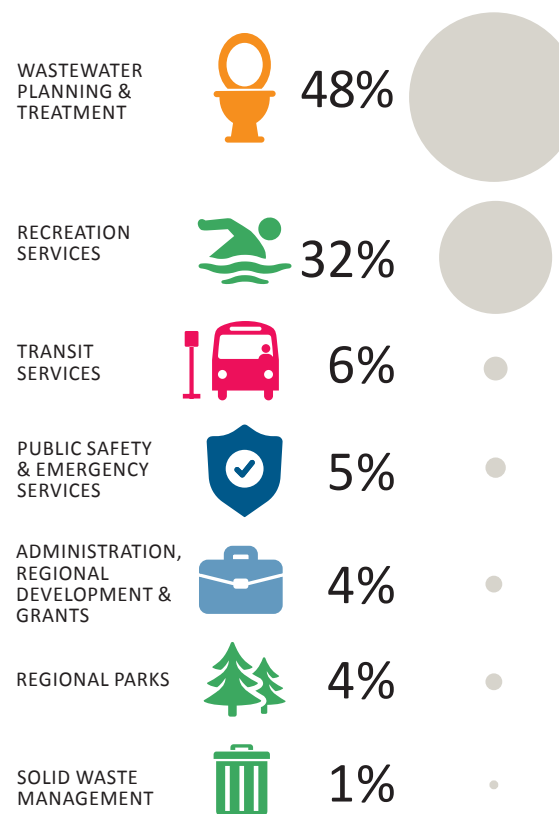 WASTEWATER
PLANNING &
TREATMENT
48%
RECREATION
SERVICES
32%
TRANSIT
SERVICES
6%
PUBLIC SAFETY
& EMERGENCY
SERVICES
5%
ADMINISTRATION,
REGIONAL
DEVELOPMENT &
GRANTS
4%
REGIONAL PARKS
4%
SOLID WASTE
MANAGEMENT
1%